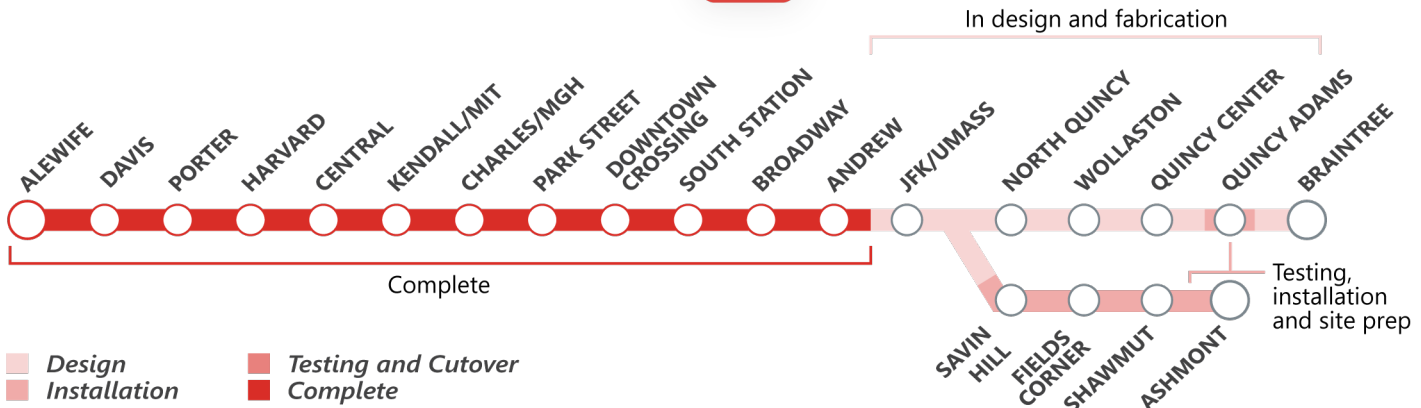 In design and fabrication
ALEWIFE
DAVIS
PORTER
HARVARD
CENTRAL
KENDALL/MIT
CHARLES/MGH
PARK STREET
DOWNTOWN
CROSSING
SOUTH STATION
BROADWAY
ANDREW
JFK/UMASS
NORTH QUINCY
WOLLASTON
QUINCY CENTER
QUINCY ADAMS
BRAINTREE
Complete
Testing,
installation
and site prep
SAVIN
HILL
FIELDS
CORNER
SHAWMUT
ASHMONT
Design
Installation
Testing and Cutover
Complete